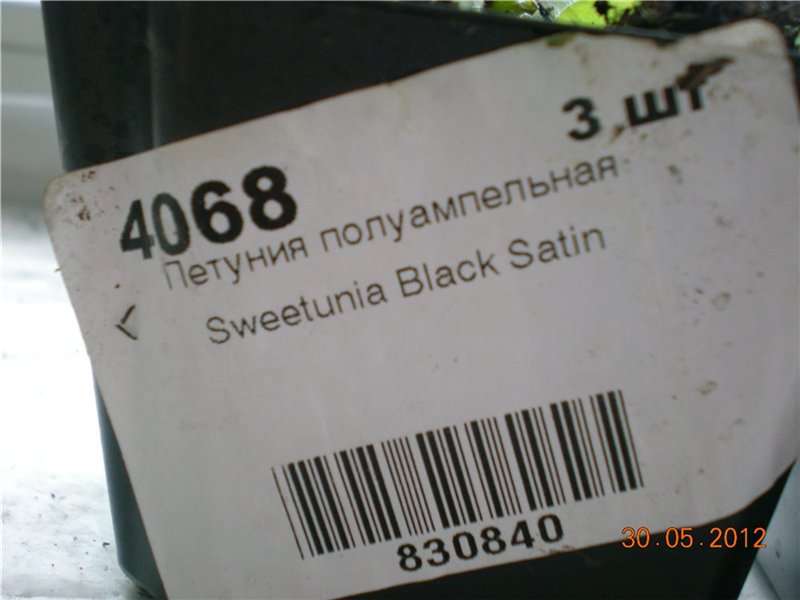 3 шт
4068
Петуния полуампельная
Sweetunia Black Satin
830840
30.05.2012